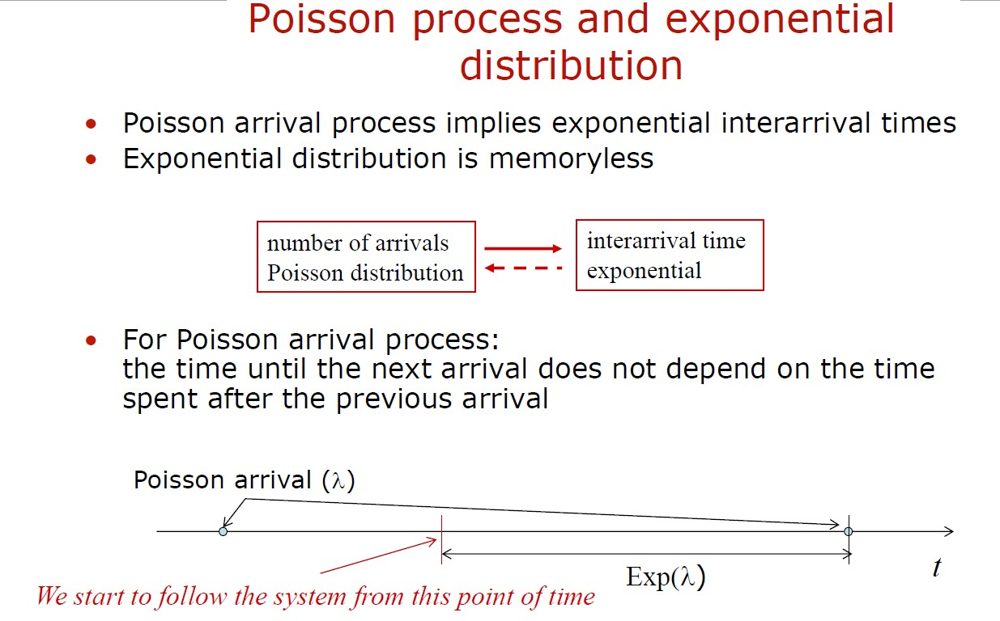 Poisson process and exponential
distribution
• Poisson arrival process implies exponential interarrival times
• Exponential distribution is memoryless
number of arrivals
Poisson distribution
interarrival time
exponential
• For Poisson arrival process:
the time until the next arrival does not depend on the time
spent after the previous arrival
Poisson arrival (λ)
Exp(λ)
t
We start to follow the system from this point of time